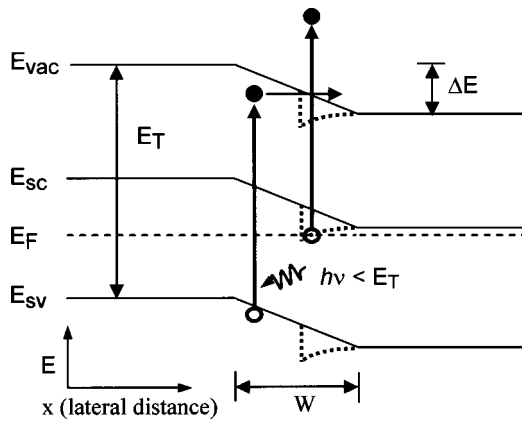 E_vac
ΔE
E_T
E_sc
E_F
E_sv
hν < E_T
E
x (lateral distance)
W